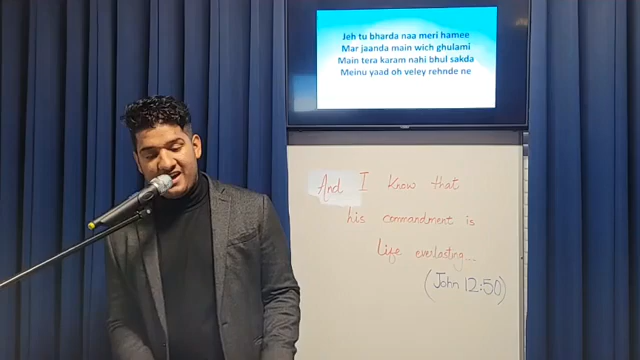 Jeh tu bharda naa meri hamee
Mar jaanda main wich ghulami
Main tera karam nahi bhul sakda
Meinu yaad oh veley rehnde ne
And I know that
his commandment is
life everlasting...
(John 12:50)